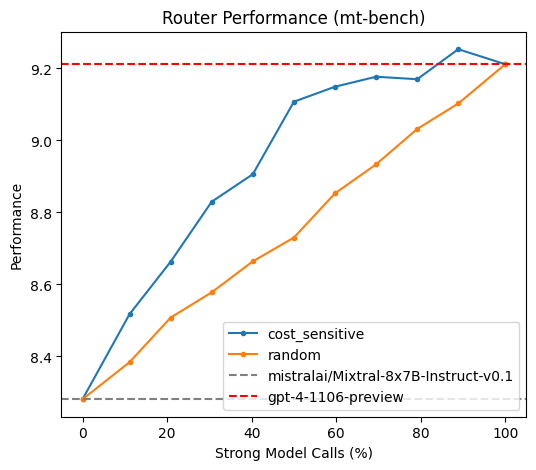 Router Performance (mt-bench)
Performance
9.2
9.0
8.8
8.6
8.4
cost_sensitive
random
mistralai/Mixtral-8x7B-Instruct-v0.1
gpt-4-1106-preview
0 20 40 60 80 100
Strong Model Calls (%)